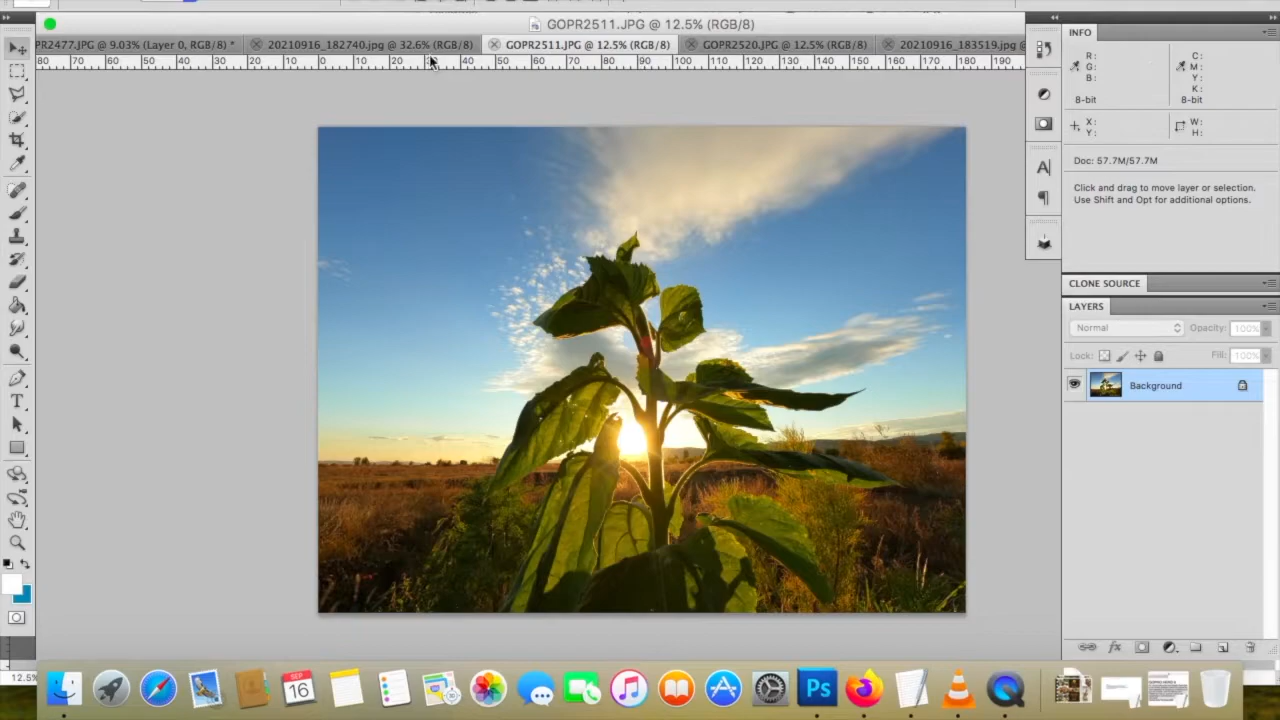 GOPR2511.JPG @ 12.5% (RGB/8)
PR2477.JPG @ 9.03% (Layer 0, RGB/8) *
20210916_182740.jpg @ 32.6% (RGB/8)
GOPR2511.JPG @ 12.5% (RGB/8)
GOPR2520.JPG @ 12.5% (RGB/8)
20210916_183519.jpg @
80 70 60 50 40 30 20 10 0 10 20 40 50 60 70 80 90 100 110 120 130 140 150 160 170 180 190
INFO
R: C:
G: M:
B: Y:
K:
8-bit 8-bit
X: W:
Y: H:
Doc: 57.7M/57.7M
Click and drag to move layer or selection.
Use Shift and Opt for additional options.
CLONE SOURCE
LAYERS
Normal Opacity: 100%
Lock: Fill: 100%
Background
12.5%
SEP
16
Ps